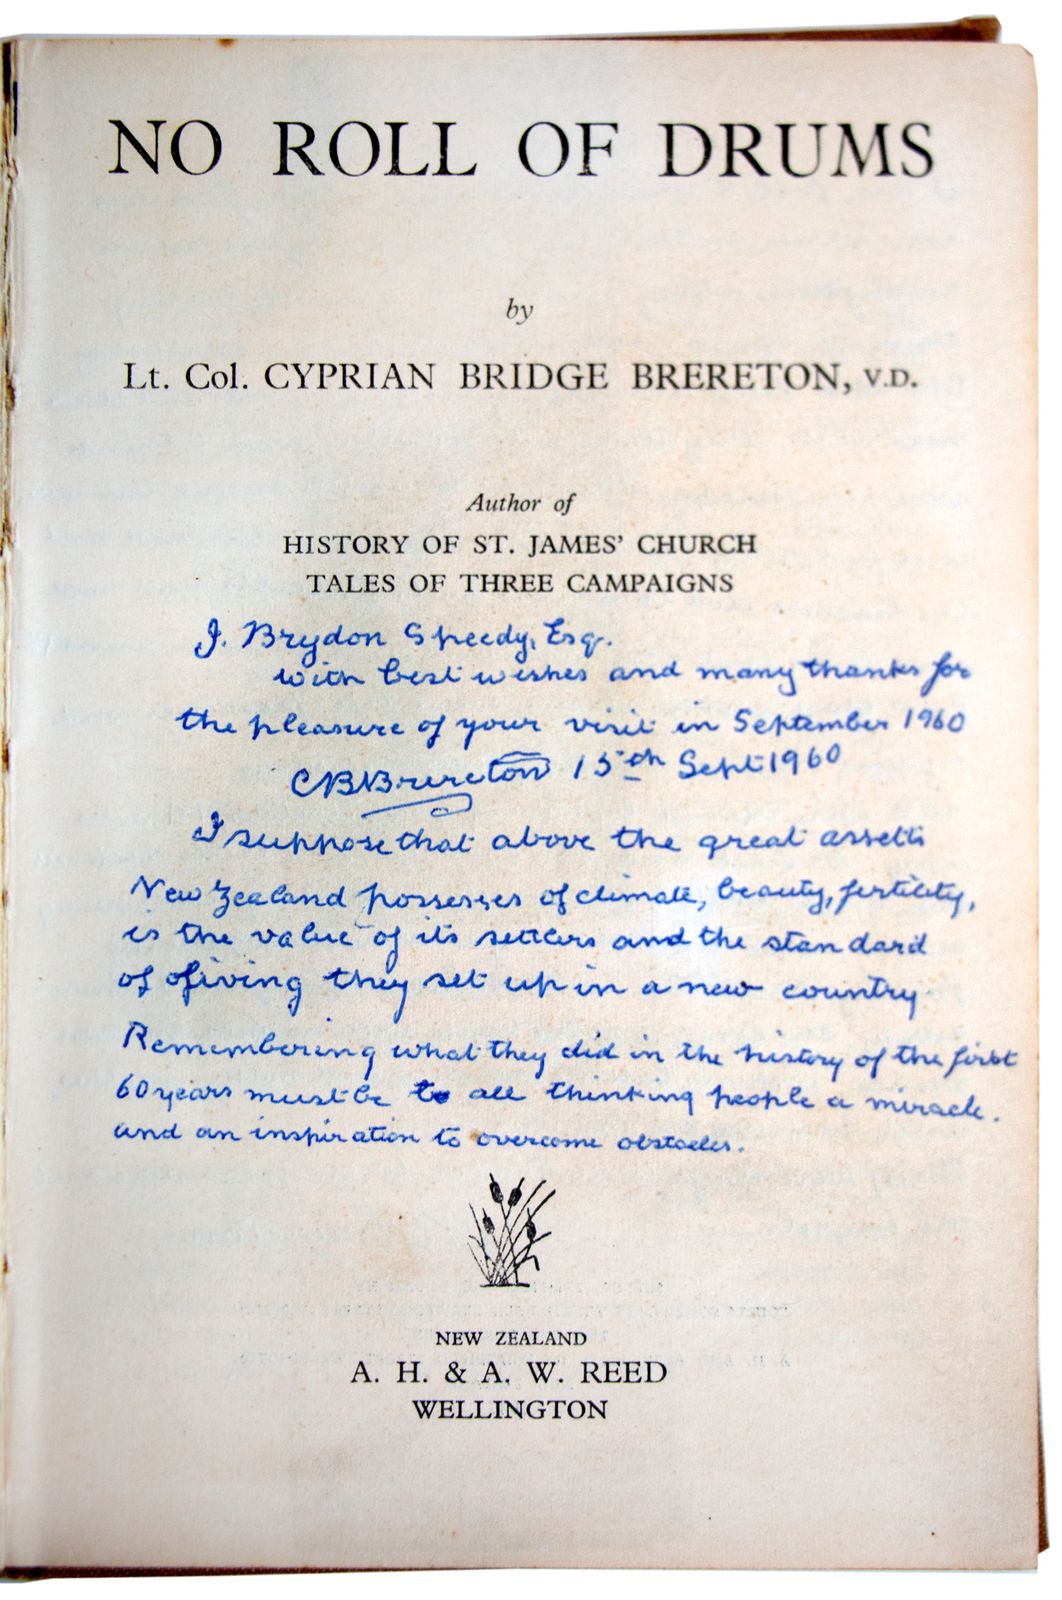 NO ROLL OF DRUMS
by
Lt. Col. CYPRIAN BRIDGE BRERETON, V.D.
Author of
HISTORY OF ST. JAMES' CHURCH
TALES OF THREE CAMPAIGNS
J. Brydon Speedy, Esq.
with best wishes and many thanks for
the pleasure of your visit in September 1960
CBBrereton 15th Sept 1960
I suppose that above the great assetts
New Zealand possesses of climate, beauty, fertility,
is the value of its settlers and the standard
of living they set up in a new country
Remembering what they did in the history of the first
60 years must be to all thinking people a miracle.
and an inspiration to overcome obstacles.
NEW ZEALAND
A. H. & A. W. REED
WELLINGTON